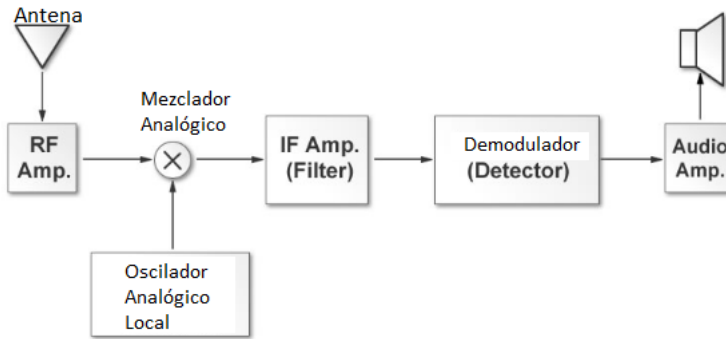 Antena
RF
Amp.
Mezclador
Analógico
IF Amp.
(Filter)
Demodulador
(Detector)
Audio
Amp.
Oscilador
Analógico
Local